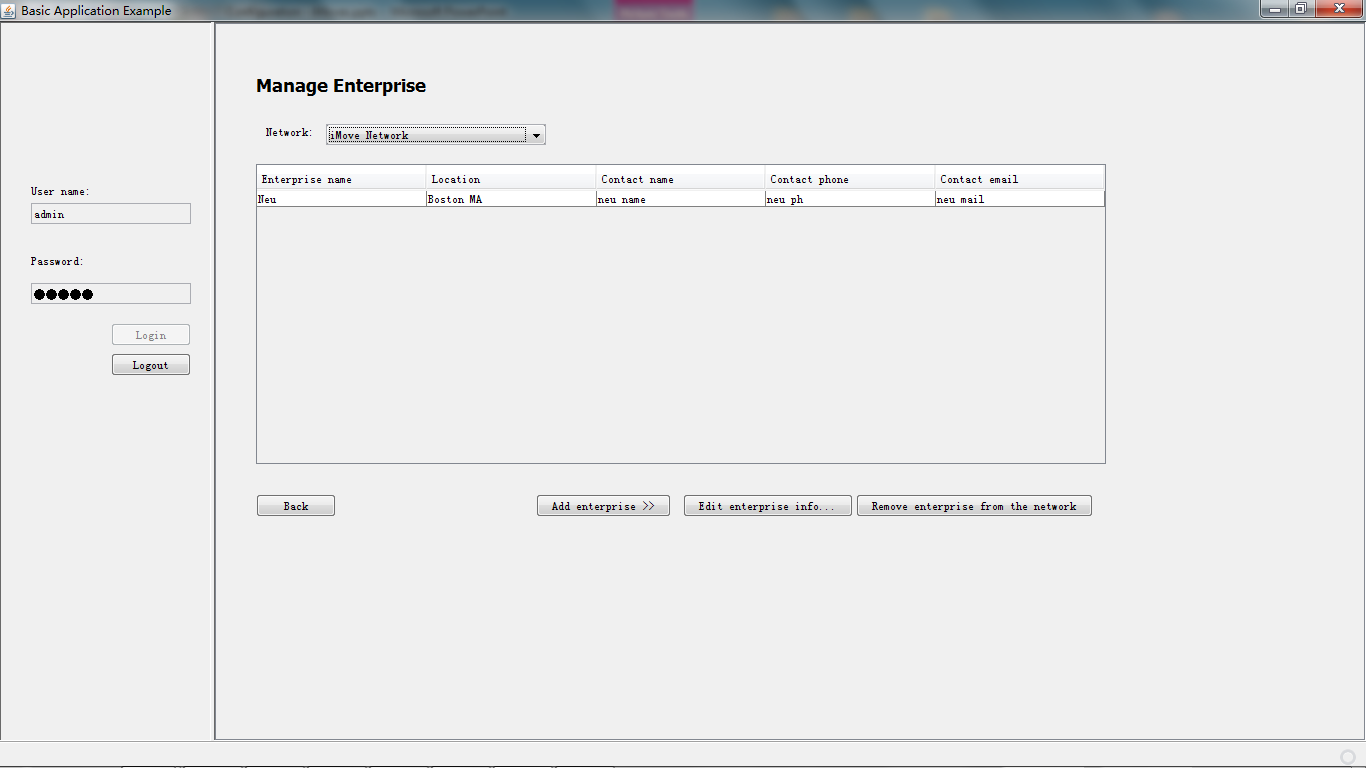 Basic Application Example
Manage Enterprise
Network: iMove Network
Enterprise name Location Contact name Contact phone Contact email
Neu Boston MA neu name neu ph neu mail
User name:
admin
Password:
Login
Logout
Back Add enterprise >> Edit enterprise info... Remove enterprise from the network